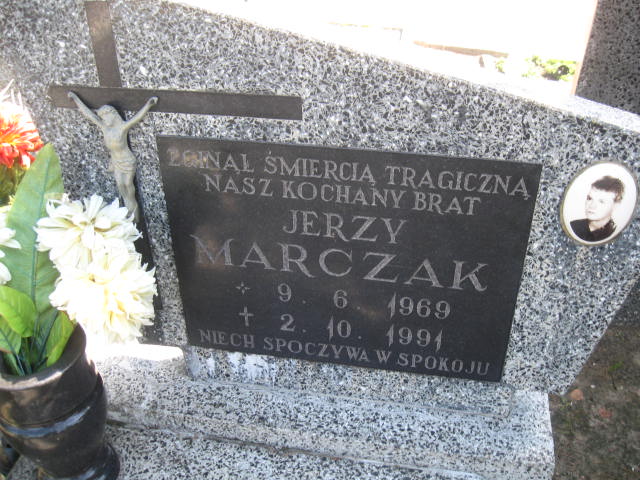 ZGINĄŁ ŚMIERCIĄ TRAGICZNĄ
NASZ KOCHANY BRAT
JERZY
MARCZAK
9. 6. 1969
† 2. 10. 1991
NIECH SPOCZYWA W SPOKOJU